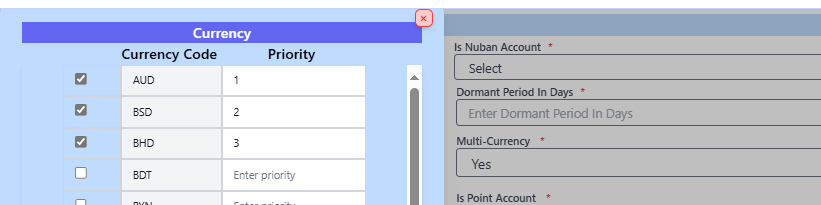 Currency
Currency Code Priority
AUD 1
BSD 2
BHD 3
BDT Enter priority
Is Nuban Account *
Select
Dormant Period In Days *
Enter Dormant Period In Days
Multi-Currency *
Yes
Is Point Account *